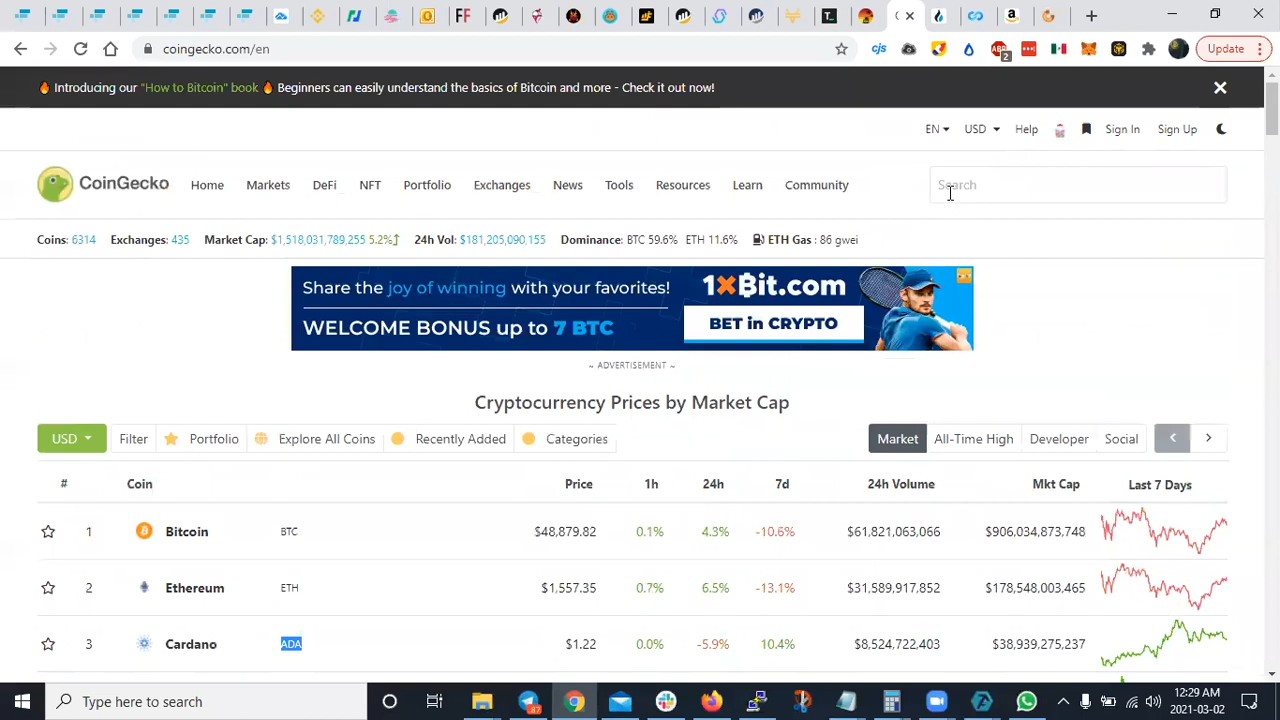 coingecko.com/en
Update
🔥 Introducing our "How to Bitcoin" book 🔥 Beginners can easily understand the basics of Bitcoin and more - Check it out now!
EN USD Help Sign In Sign Up
CoinGecko Home Markets DeFi NFT Portfolio Exchanges News Tools Resources Learn Community Search
Coins: 6314 Exchanges: 435 Market Cap: $1,518,031,789,255 5.2% 24h Vol: $181,205,090,155 Dominance: BTC 59.6% ETH 11.6% ETH Gas : 86 gwei
Share the joy of winning with your favorites!
WELCOME BONUS up to 7 BTC
1XBit.com
BET in CRYPTO
~ ADVERTISEMENT ~
Cryptocurrency Prices by Market Cap
USD Filter Portfolio Explore All Coins Recently Added Categories Market All-Time High Developer Social
# Coin Price 1h 24h 7d 24h Volume Mkt Cap Last 7 Days
1 Bitcoin BTC $48,879.82 0.1% 4.3% -10.6% $61,821,063,066 $906,034,873,748
2 Ethereum ETH $1,557.35 0.7% 6.5% -13.1% $31,589,917,852 $178,548,003,465
3 Cardano ADA $1.22 0.0% -5.9% 10.4% $8,524,722,403 $38,939,275,237
Type here to search
12:29 AM
2021-03-02